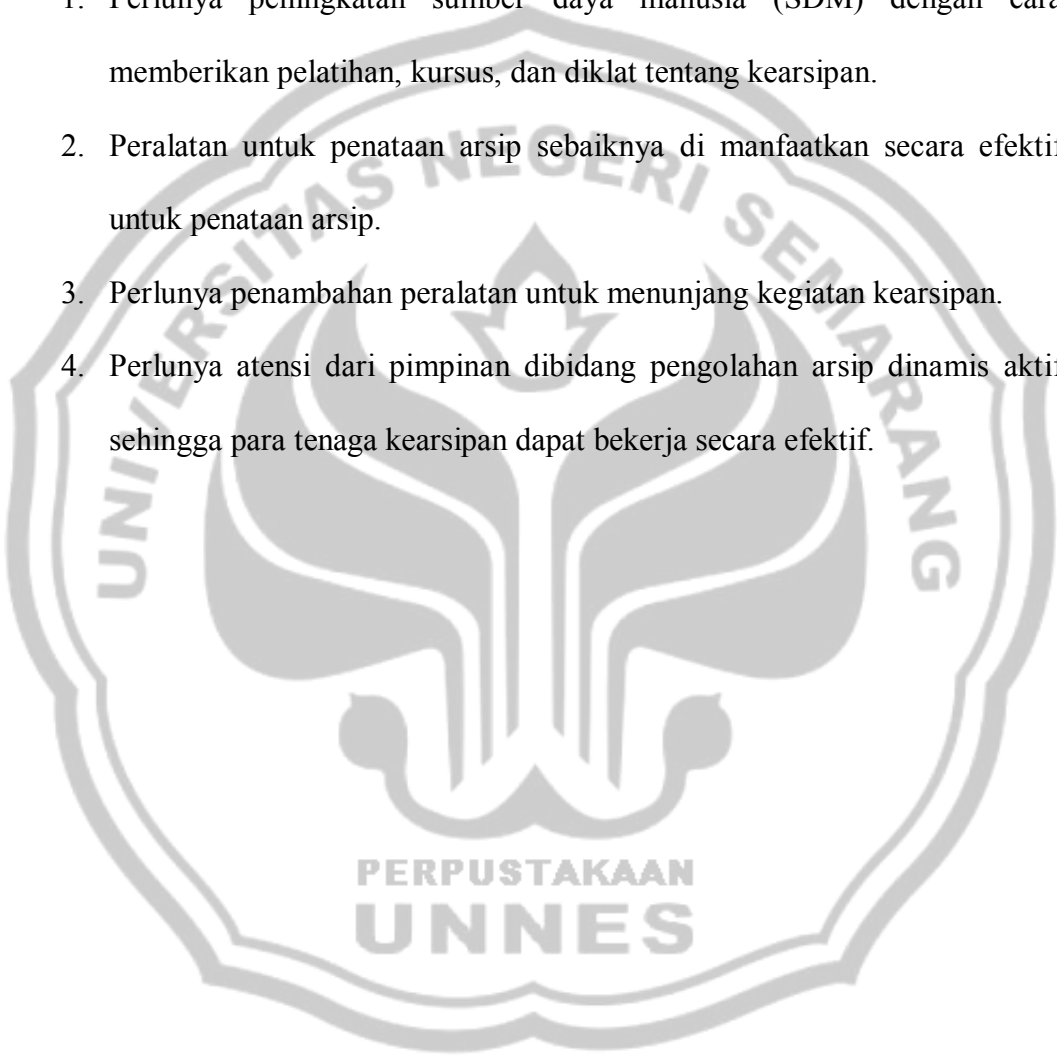 1. Perlunya peningkatan sumber daya manusia (SDM) dengan cara
memberikan pelatihan, kursus, dan diklat tentang kearsipan.
2. Peralatan untuk penataan arsip sebaiknya di manfaatkan secara efektif
untuk penataan arsip.
3. Perlunya penambahan peralatan untuk menunjang kegiatan kearsipan.
4. Perlunya atensi dari pimpinan dibidang pengolahan arsip dinamis aktif
sehingga para tenaga kearsipan dapat bekerja secara efektif.
UNIVERSITAS NEGERI SEMARANG
PERPUSTAKAAN
UNNES